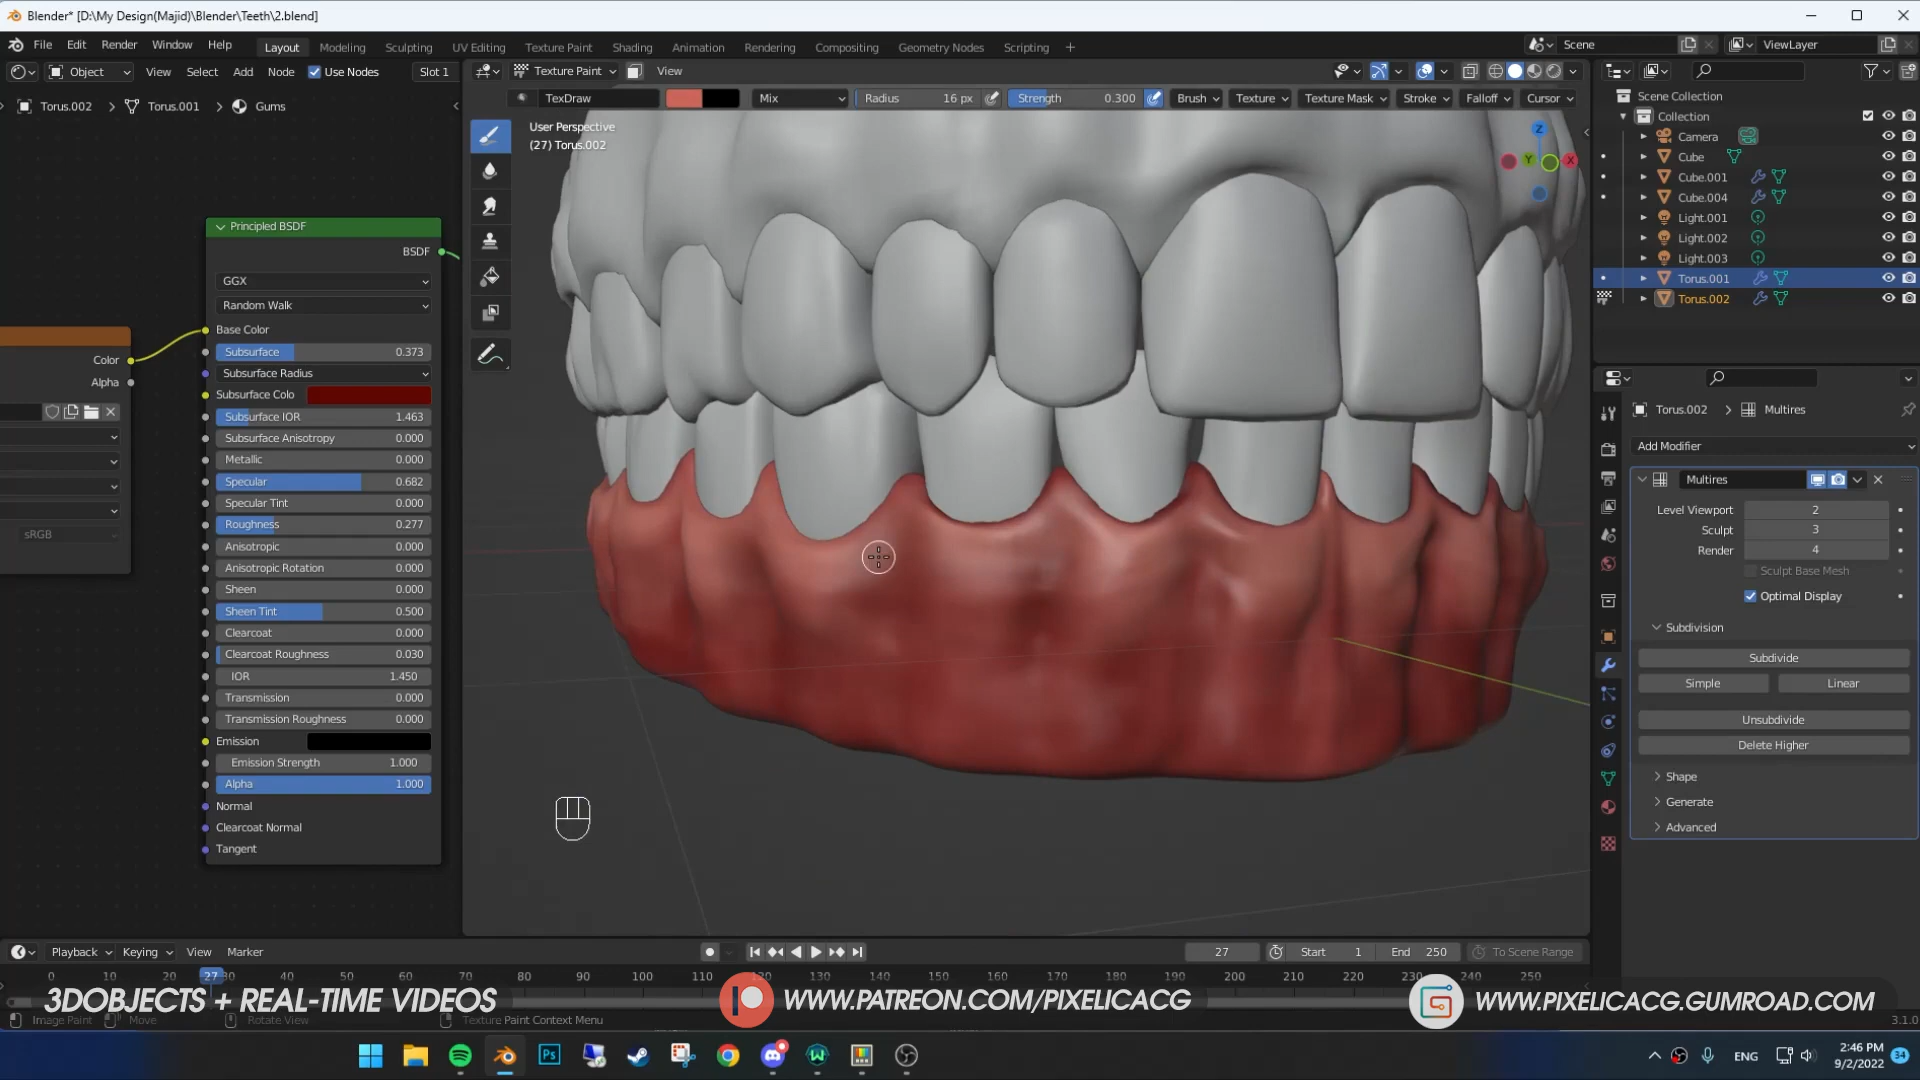 Blender* [D:\My Design(Majid)\Blender\Teeth\2.blend]
File Edit Render Window Help Layout Modeling Sculpting UV Editing Texture Paint Shading Animation Rendering Compositing Geometry Nodes Scripting + Scene ViewLayer
Object View Select Add Node Use Nodes Slot 1 Texture Paint View
TexDraw Mix Radius 16 px Strength 0.300 Brush Texture Texture Mask Stroke Falloff Cursor
Torus.002 > Torus.001 > Gums
User Perspective
(27) Torus.002
Z
Y
X
Scene Collection
Collection
Camera
Cube
Cube.001
Cube.004
Light.001
Light.002
Light.003
Torus.001
Torus.002
Principled BSDF
BSDF
GGX
Random Walk
Base Color
Subsurface 0.373
Subsurface Radius
Subsurface Colo
Subsurface IOR 1.463
Subsurface Anisotropy 0.000
Metallic 0.000
Specular 0.682
Specular Tint 0.000
Roughness 0.277
Anisotropic 0.000
Anisotropic Rotation 0.000
Sheen 0.000
Sheen Tint 0.500
Clearcoat 0.000
Clearcoat Roughness 0.030
IOR 1.450
Transmission 0.000
Transmission Roughness 0.000
Emission
Emission Strength 1.000
Alpha 1.000
Normal
Clearcoat Normal
Tangent
Color
Alpha
sRGB
Torus.002 > Multires
Add Modifier
Multires
Level Viewport 2
Sculpt 3
Render 4
Sculpt Base Mesh
Optimal Display
Subdivision
Subdivide
Simple Linear
Unsubdivide
Delete Higher
Shape
Generate
Advanced
Playback Keying View Marker 27 Start 1 End 250 To Scene Range
0 10 20 27 30 40 50 60 70 80 90 100 110 120 130 140 150 160 170 180 190 200 210 220 230 240 250
3DOBJECTS + REAL-TIME VIDEOS WWW.PATREON.COM/PIXELICACG WWW.PIXELICACG.GUMROAD.COM
Image Paint Move Rotate View Texture Paint Context Menu 3.1.0
Ps
ENG
2:46 PM
9/2/2022
34